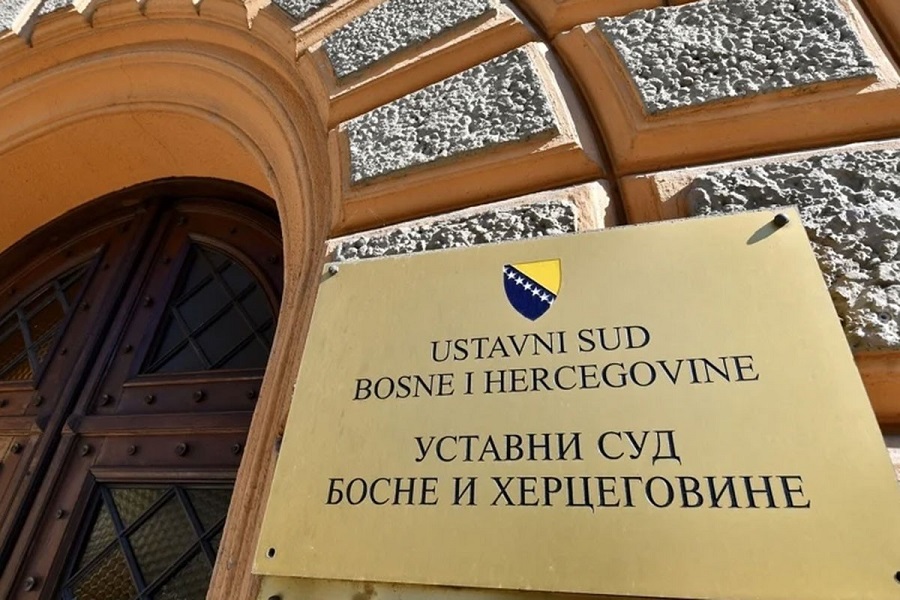 USTAVNI SUD
BOSNE I HERCEGOVINE
УСТАВНИ СУД
БОСНЕ И ХЕРЦЕГОВИНЕ